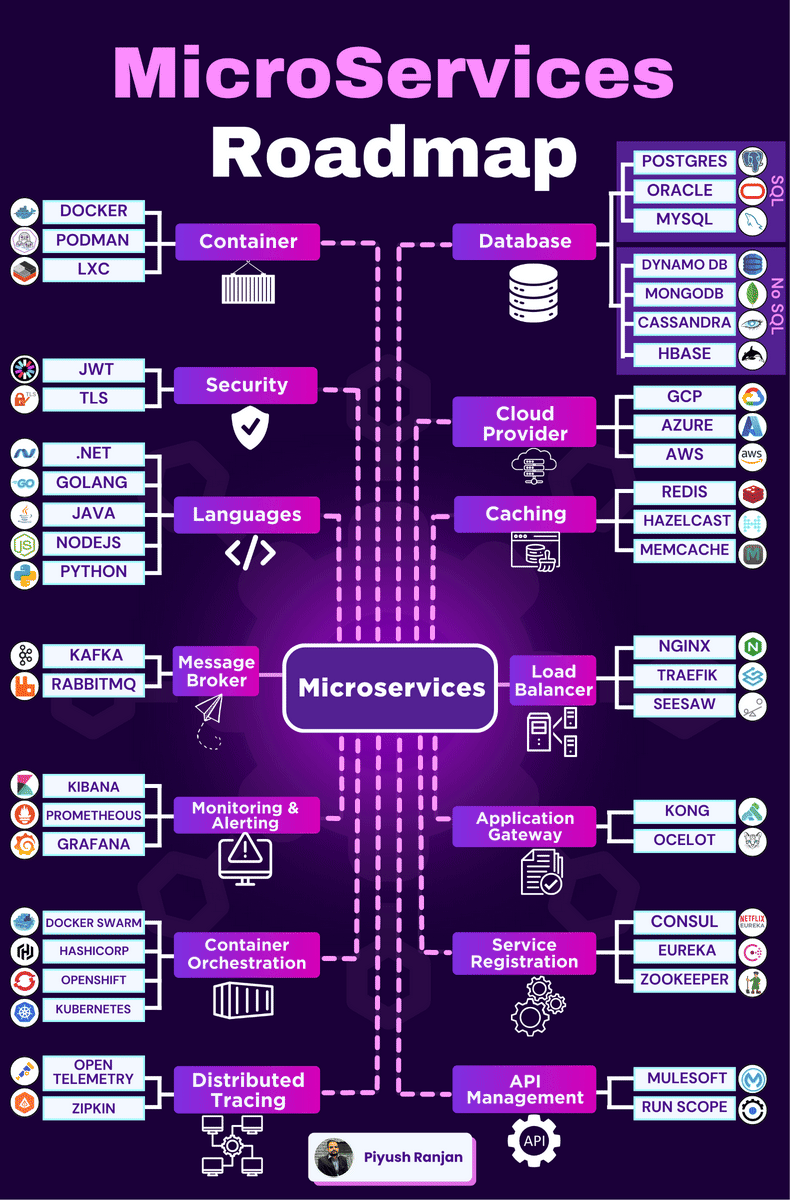 MicroServices
Roadmap
DOCKER
PODMAN
LXC
Container
Database
POSTGRES
ORACLE
MYSQL
SQL
DYNAMO DB
MONGODB
CASSANDRA
HBASE
No SQL
JWT
TLS
TLS
Security
Cloud
Provider
GCP
AZURE
AWS
aws
.NET
GOLANG
GO
JAVA
NODEJS
JS
PYTHON
Languages
</>
Caching
REDIS
HAZELCAST
MEMCACHE
KAFKA
RABBITMQ
Message
Broker
Microservices
Load
Balancer
NGINX
N
TRAEFIK
SEESAW
KIBANA
PROMETHEOUS
GRAFANA
Monitoring &
Alerting
Application
Gateway
KONG
OCELOT
DOCKER SWARM
HASHICORP
OPENSHIFT
KUBERNETES
Container
Orchestration
Service
Registration
CONSUL
NETFLIX
EUREKA
EUREKA
ZOOKEEPER
OPEN
TELEMETRY
ZIPKIN
Distributed
Tracing
API
Management
API
MULESOFT
RUN SCOPE
Piyush Ranjan